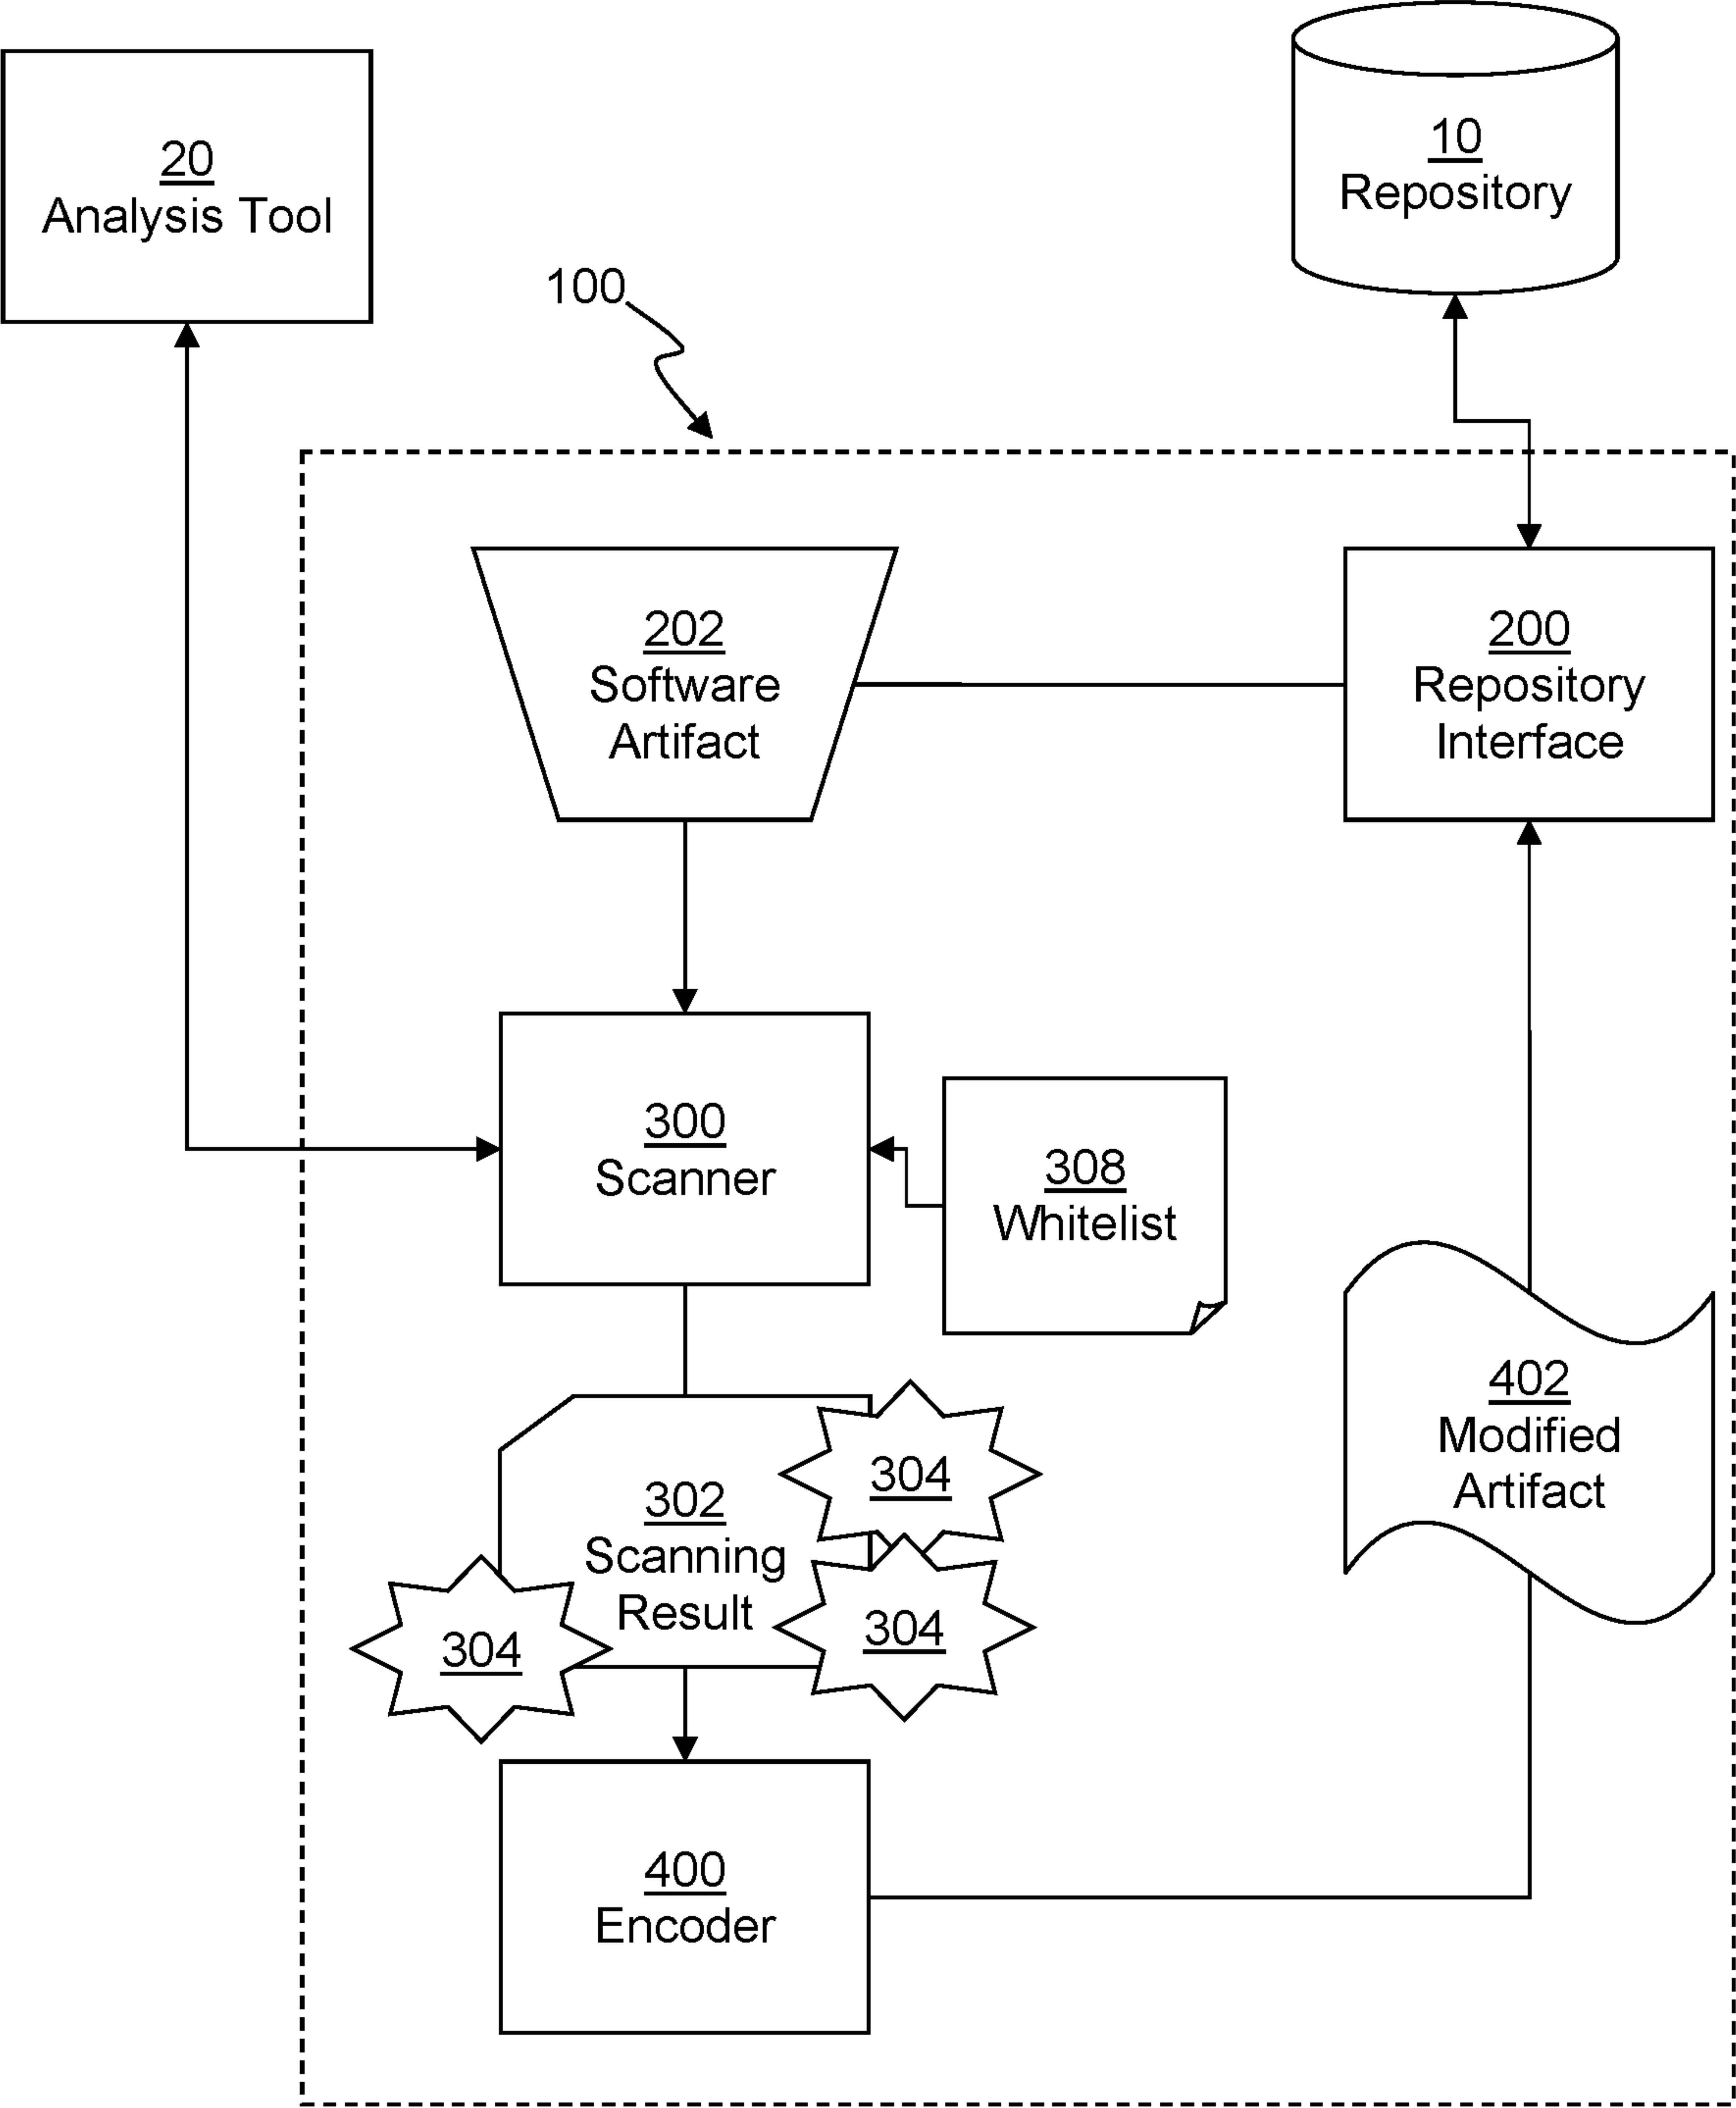 20
Analysis Tool
10
Repository
100
202
Software
Artifact
200
Repository
Interface
300
Scanner
308
Whitelist
402
Modified
Artifact
304
302
Scanning
Result
304
304
400
Encoder